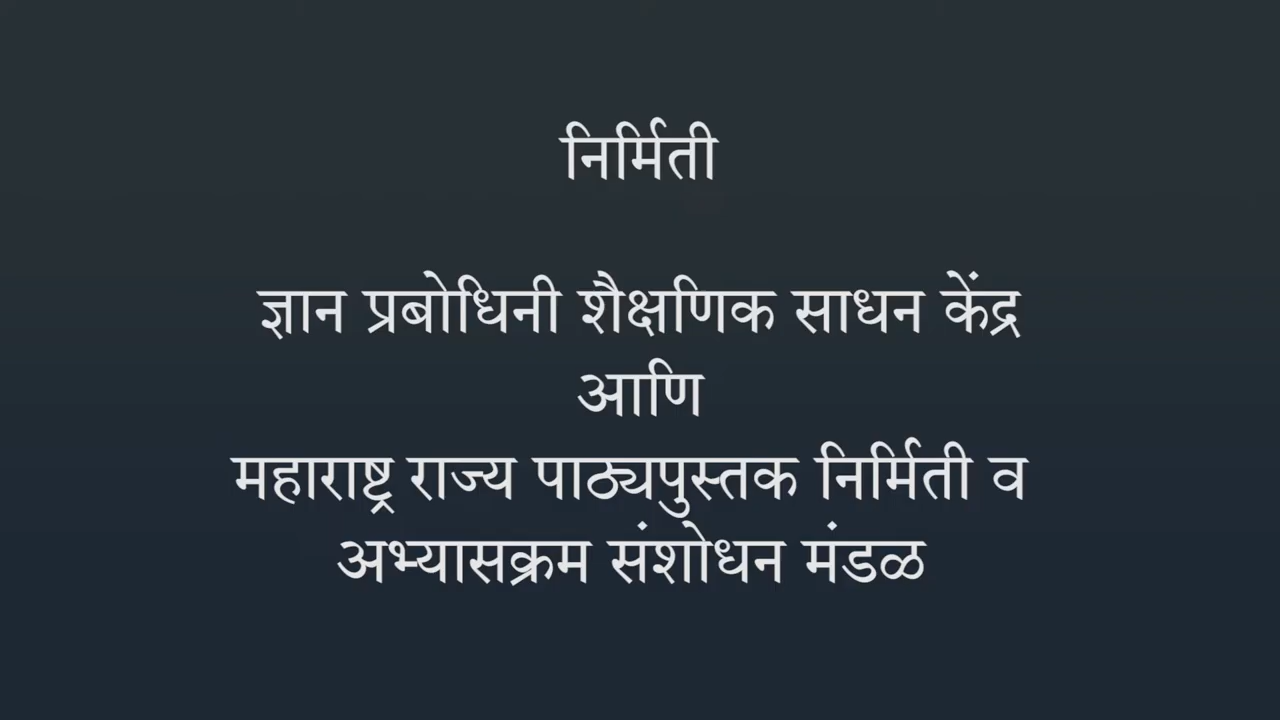 निर्मिती
ज्ञान प्रबोधिनी शैक्षणिक साधन केंद्र
आणि
महाराष्ट्र राज्य पाठ्यपुस्तक निर्मिती व
अभ्यासक्रम संशोधन मंडळ